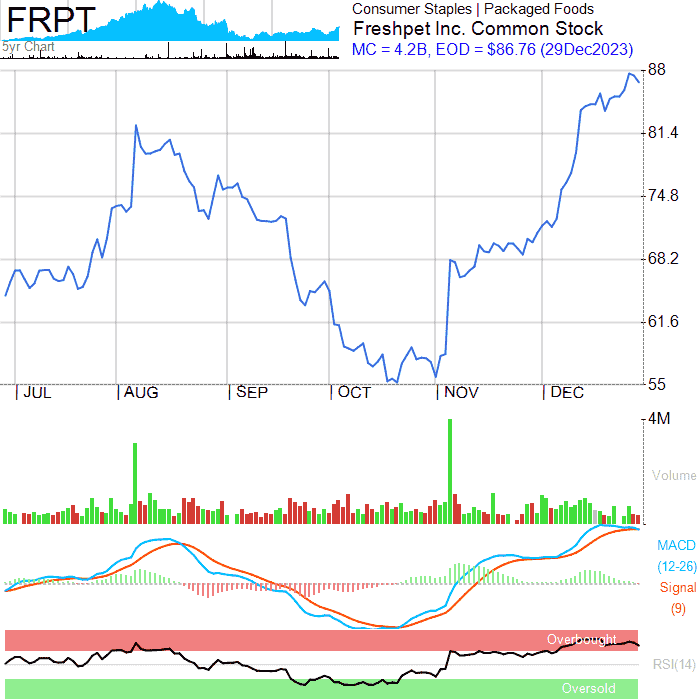 FRPT
5yr Chart
Consumer Staples | Packaged Foods
Freshpet Inc. Common Stock
MC = 4.2B, EOD = $86.76 (29Dec2023)
88
81.4
74.8
68.2
61.6
55
JUL AUG SEP OCT NOV DEC
4M
Volume
MACD
(12-26)
Signal
(9)
Overbought
RSI(14)
Oversold